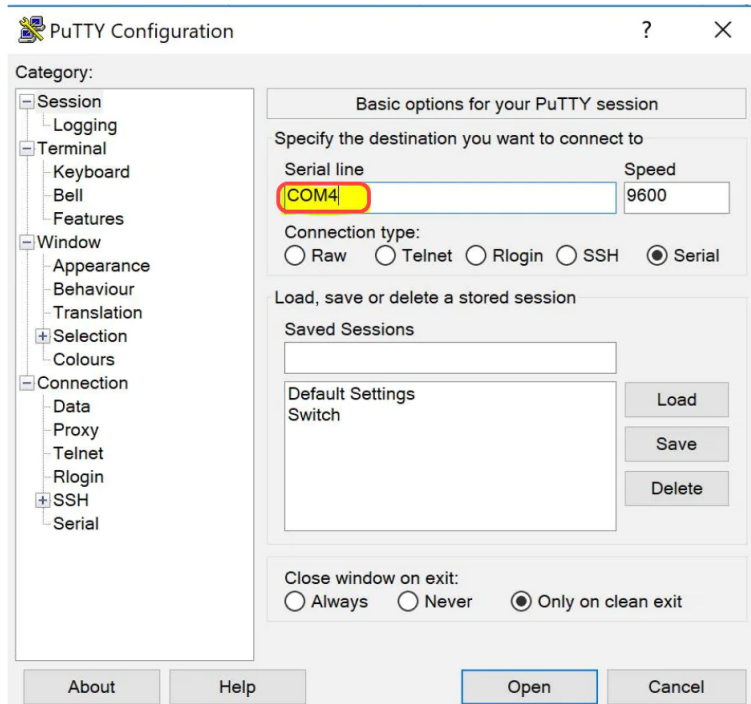 PuTTY Configuration
?
Category:
Session
Logging
Terminal
Keyboard
Bell
Features
Window
Appearance
Behaviour
Translation
Selection
Colours
Connection
Data
Proxy
Telnet
Rlogin
SSH
Serial
Basic options for your PuTTY session
Specify the destination you want to connect to
Serial line Speed
COM4 9600
Connection type:
Raw Telnet Rlogin SSH Serial
Load, save or delete a stored session
Saved Sessions
Default Settings
Switch
Load
Save
Delete
Close window on exit:
Always Never Only on clean exit
About Help Open Cancel